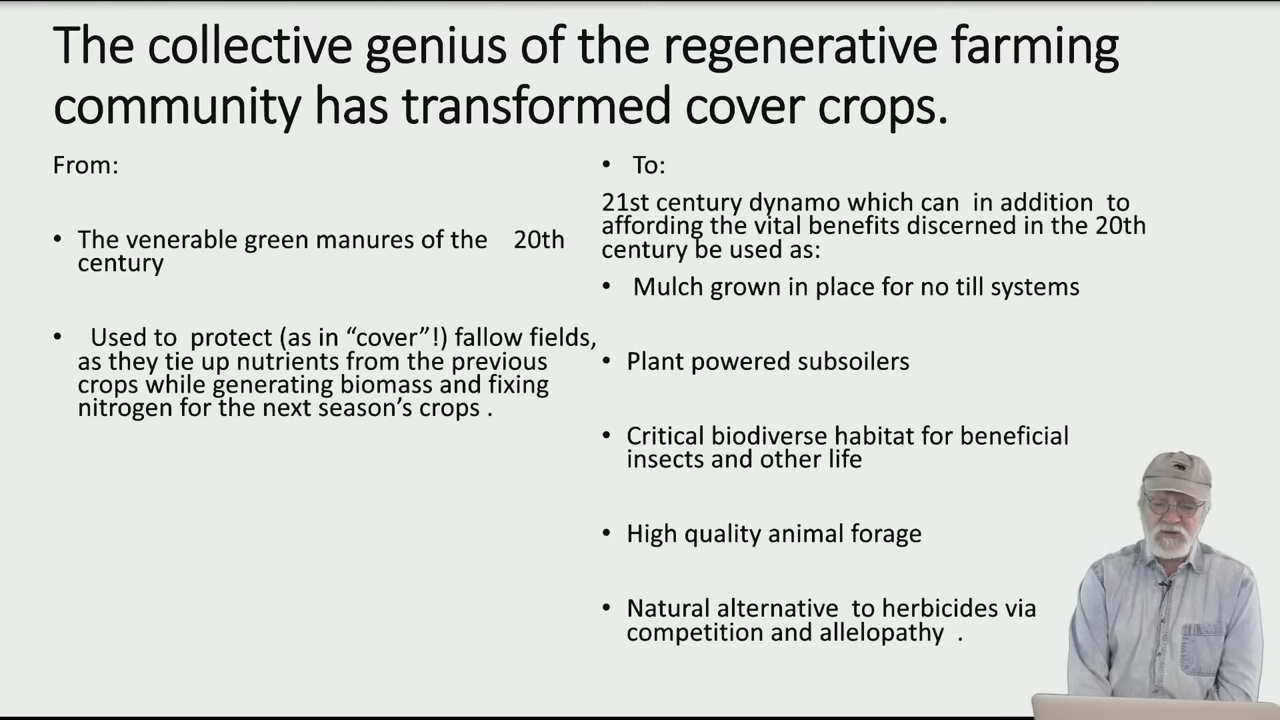 The collective genius of the regenerative farming
community has transformed cover crops.
From:
• The venerable green manures of the 20th
century
• Used to protect (as in “cover”!) fallow fields,
as they tie up nutrients from the previous
crops while generating biomass and fixing
nitrogen for the next season’s crops .
• To:
21st century dynamo which can in addition to
affording the vital benefits discerned in the 20th
century be used as:
• Mulch grown in place for no till systems
• Plant powered subsoilers
• Critical biodiverse habitat for beneficial
insects and other life
• High quality animal forage
• Natural alternative to herbicides via
competition and allelopathy .